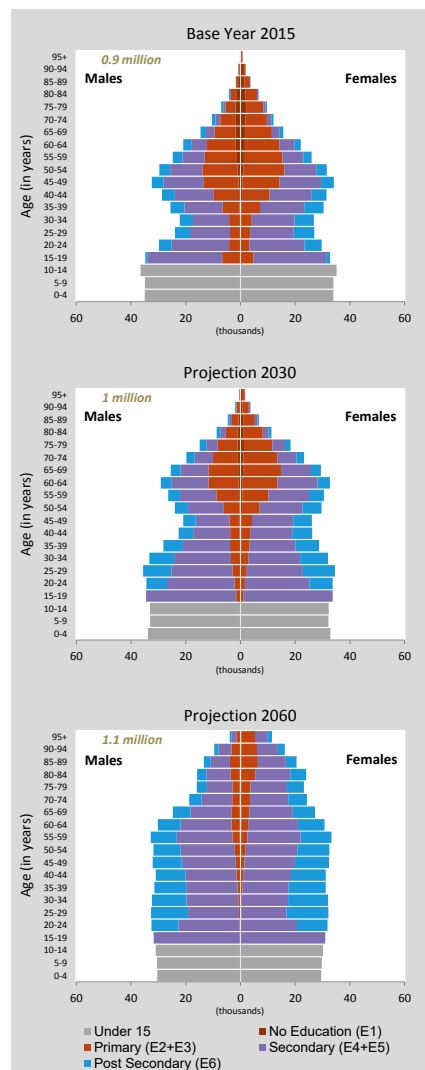 Base Year 2015
0.9 million
Males
Females
Age (in years)
95+
90-94
85-89
80-84
75-79
70-74
65-69
60-64
55-59
50-54
45-49
40-44
35-39
30-34
25-29
20-24
15-19
10-14
5-9
0-4
60 40 20 0 20 40 60
(thousands)
Projection 2030
1 million
Males
Females
Age (in years)
95+
90-94
85-89
80-84
75-79
70-74
65-69
60-64
55-59
50-54
45-49
40-44
35-39
30-34
25-29
20-24
15-19
10-14
5-9
0-4
60 40 20 0 20 40 60
(thousands)
Projection 2060
1.1 million
Males
Females
Age (in years)
95+
90-94
85-89
80-84
75-79
70-74
65-69
60-64
55-59
50-54
45-49
40-44
35-39
30-34
25-29
20-24
15-19
10-14
5-9
0-4
60 40 20 0 20 40 60
(thousands)
Under 15 No Education (E1)
Primary (E2+E3) Secondary (E4+E5)
Post Secondary (E6)